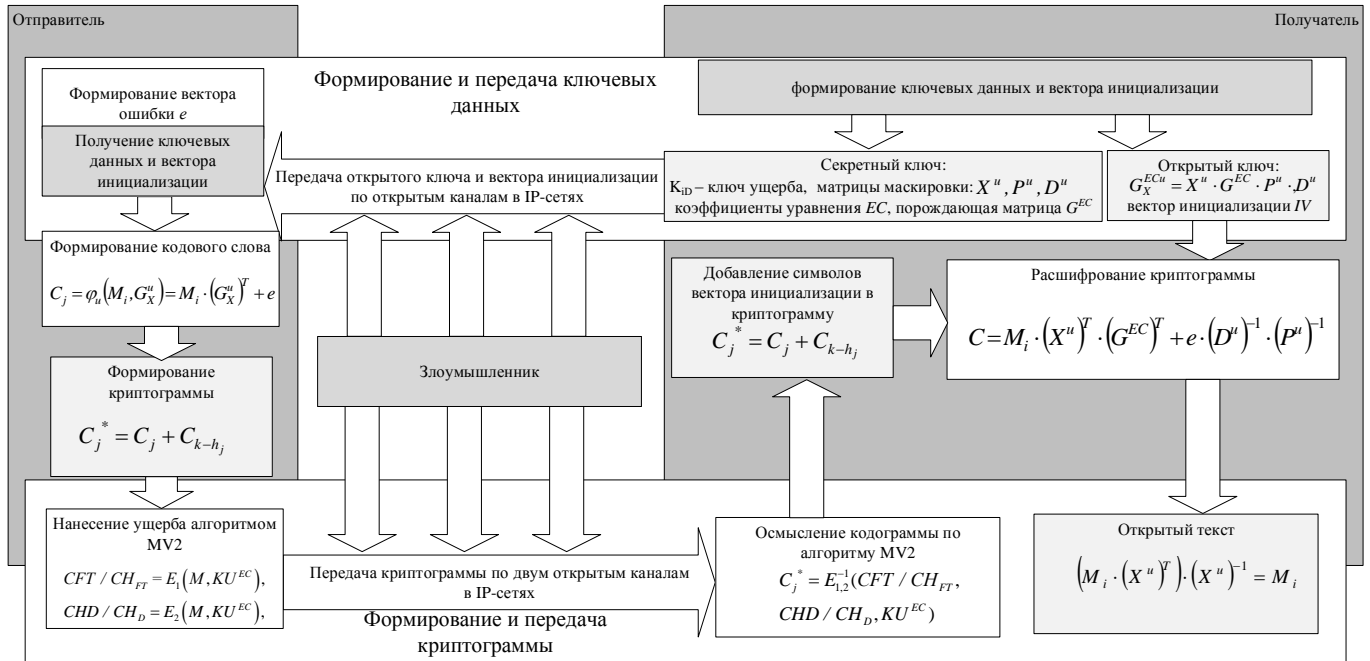 Отправитель
Получатель
Формирование и передача ключевых
данных
Формирование вектора
ошибки e
Получение ключевых
данных и вектора
инициализации
Передача открытого ключа и вектора инициализации
по открытым каналам в IP-сетях
формирование ключевых данных и вектора инициализации
Секретный ключ:
K_{iD} – ключ ущерба, матрицы маскировки: X^u, P^u, D^u
коэффициенты уравнения EC, порождающая матрица G^{EC}
Открытый ключ:
G_X^{ECu} = X^u · G^{EC} · P^u · D^u
вектор инициализации IV
Формирование кодового слова
C_j = φ_u(M_i, G_X^u) = M_i · (G_X^u)^T + e
Формирование
криптограммы
C_j^* = C_j + C_{k-h_j}
Злоумышленник
Добавление символов
вектора инициализации в
криптограмму
C_j^* = C_j + C_{k-h_j}
Расшифрование криптограммы
C = M_i · (X^u)^T · (G^{EC})^T + e · (D^u)^{-1} · (P^u)^{-1}
Нанесение ущерба алгоритмом
MV2
CFT / CH_{FT} = E_1(M, KU^{EC}),
CHD / CH_D = E_2(M, KU^{EC}),
Передача криптограммы по двум открытым каналам
в IP-сетях
Формирование и передача
криптограммы
Осмысление кодограммы по
алгоритму MV2
C_j^* = E_{1,2}^{-1}(CFT / CH_{FT},
CHD / CH_D, KU^{EC})
Открытый текст
(M_i · (X^u)^T) · (X^u)^{-1} = M_i